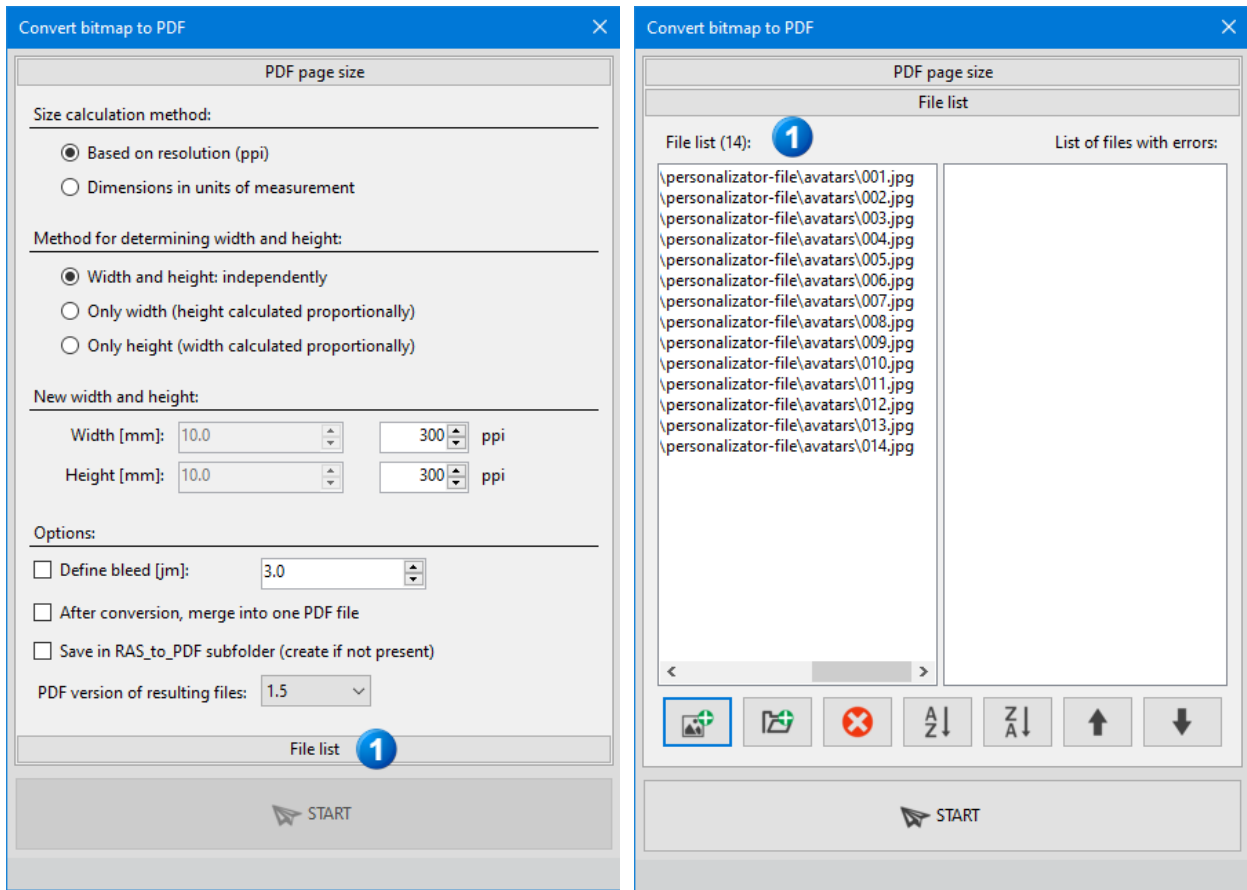 Convert bitmap to PDF
PDF page size
Size calculation method:
Based on resolution (ppi)
Dimensions in units of measurement
Method for determining width and height:
Width and height: independently
Only width (height calculated proportionally)
Only height (width calculated proportionally)
New width and height:
Width [mm]: 10.0 300 ppi
Height [mm]: 10.0 300 ppi
Options:
Define bleed [jm]: 3.0
After conversion, merge into one PDF file
Save in RAS_to_PDF subfolder (create if not present)
PDF version of resulting files: 1.5
File list 1
START
Convert bitmap to PDF
PDF page size
File list
File list (14): 1 List of files with errors:
\personalizator-file\avatars\001.jpg
\personalizator-file\avatars\002.jpg
\personalizator-file\avatars\003.jpg
\personalizator-file\avatars\004.jpg
\personalizator-file\avatars\005.jpg
\personalizator-file\avatars\006.jpg
\personalizator-file\avatars\007.jpg
\personalizator-file\avatars\008.jpg
\personalizator-file\avatars\009.jpg
\personalizator-file\avatars\010.jpg
\personalizator-file\avatars\011.jpg
\personalizator-file\avatars\012.jpg
\personalizator-file\avatars\013.jpg
\personalizator-file\avatars\014.jpg
A Z Z A
START